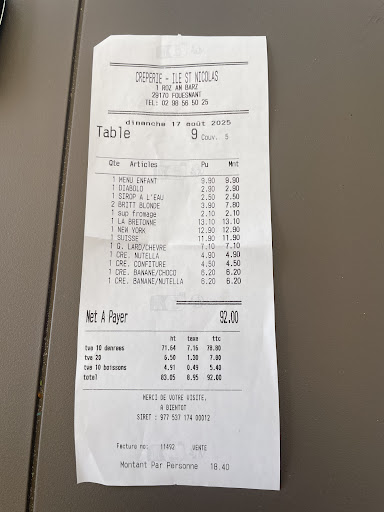 CREPERIE - ILE ST NICOLAS
1 ROZ AN BARZ
29170 FOUESNANT
TEL: 02 98 56 50 25
dimanche 17 août 2025
Table 9 Couv. 5
Qte Articles Pu Mnt
1 MENU ENFANT 9.90 9.90
1 DIABOLO 2.90 2.90
1 SIROP A L'EAU 2.50 2.50
2 BRITT BLONDE 3.90 7.80
1 sup fromage 2.10 2.10
1 LA BRETONNE 13.10 13.10
1 NEW YORK 12.90 12.90
1 SUISSE 11.90 11.90
1 G. LARD/CHEVRE 7.10 7.10
1 CRE. NUTELLA 4.90 4.90
1 CRE. CONFITURE 4.50 4.50
1 CRE. BANANE/CHOCO 6.20 6.20
1 CRE. BANANE/NUTELLA 6.20 6.20
Net A Payer 92.00
ht taxe ttc
tva 10 denrees 71.64 7.16 78.80
tva 20 6.50 1.30 7.80
tva 10 boissons 4.91 0.49 5.40
total 83.05 8.95 92.00
MERCI DE VOTRE VISITE.
A BIENTOT
SIRET : 977 537 174 00012
Facture no: 11492 VENTE
Montant Par Personne 18.40